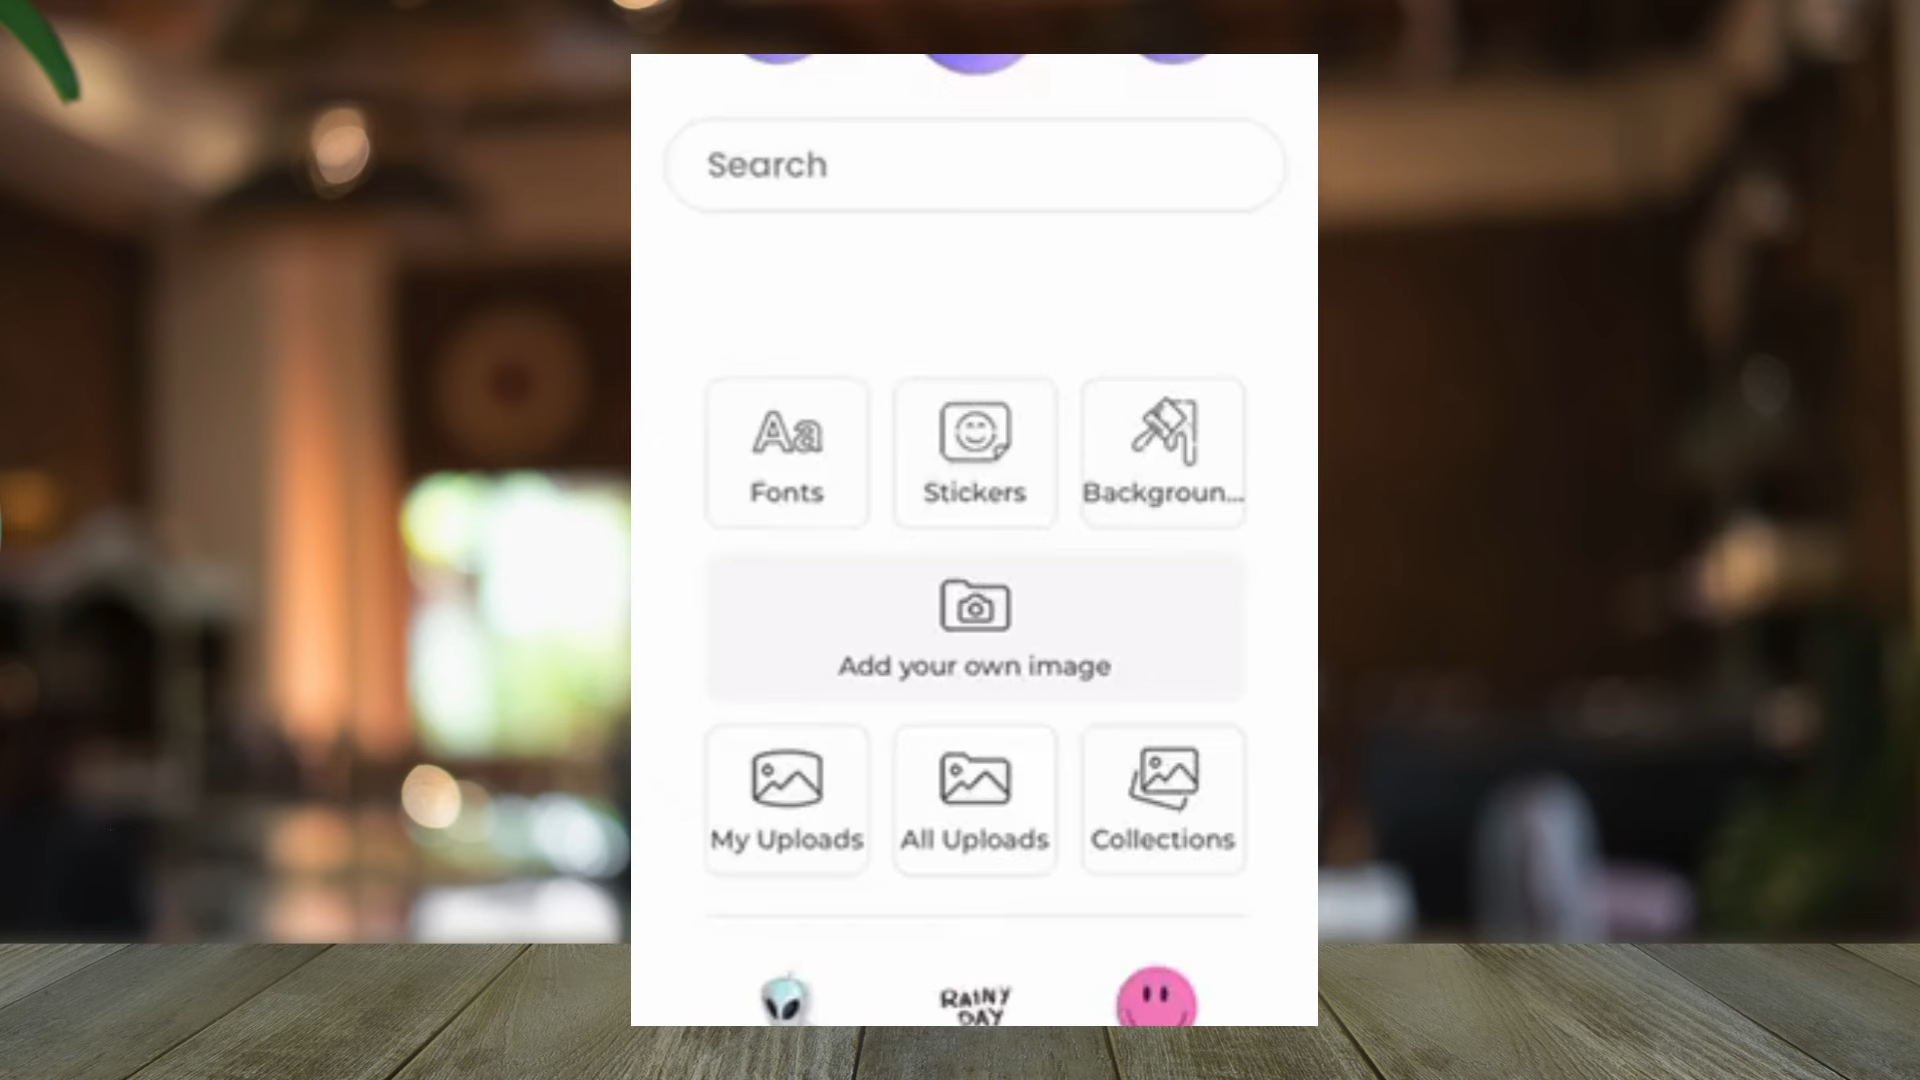 Search
Fonts
Stickers
Backgroun...
Add your own image
My Uploads
All Uploads
Collections
RAINY
DAY